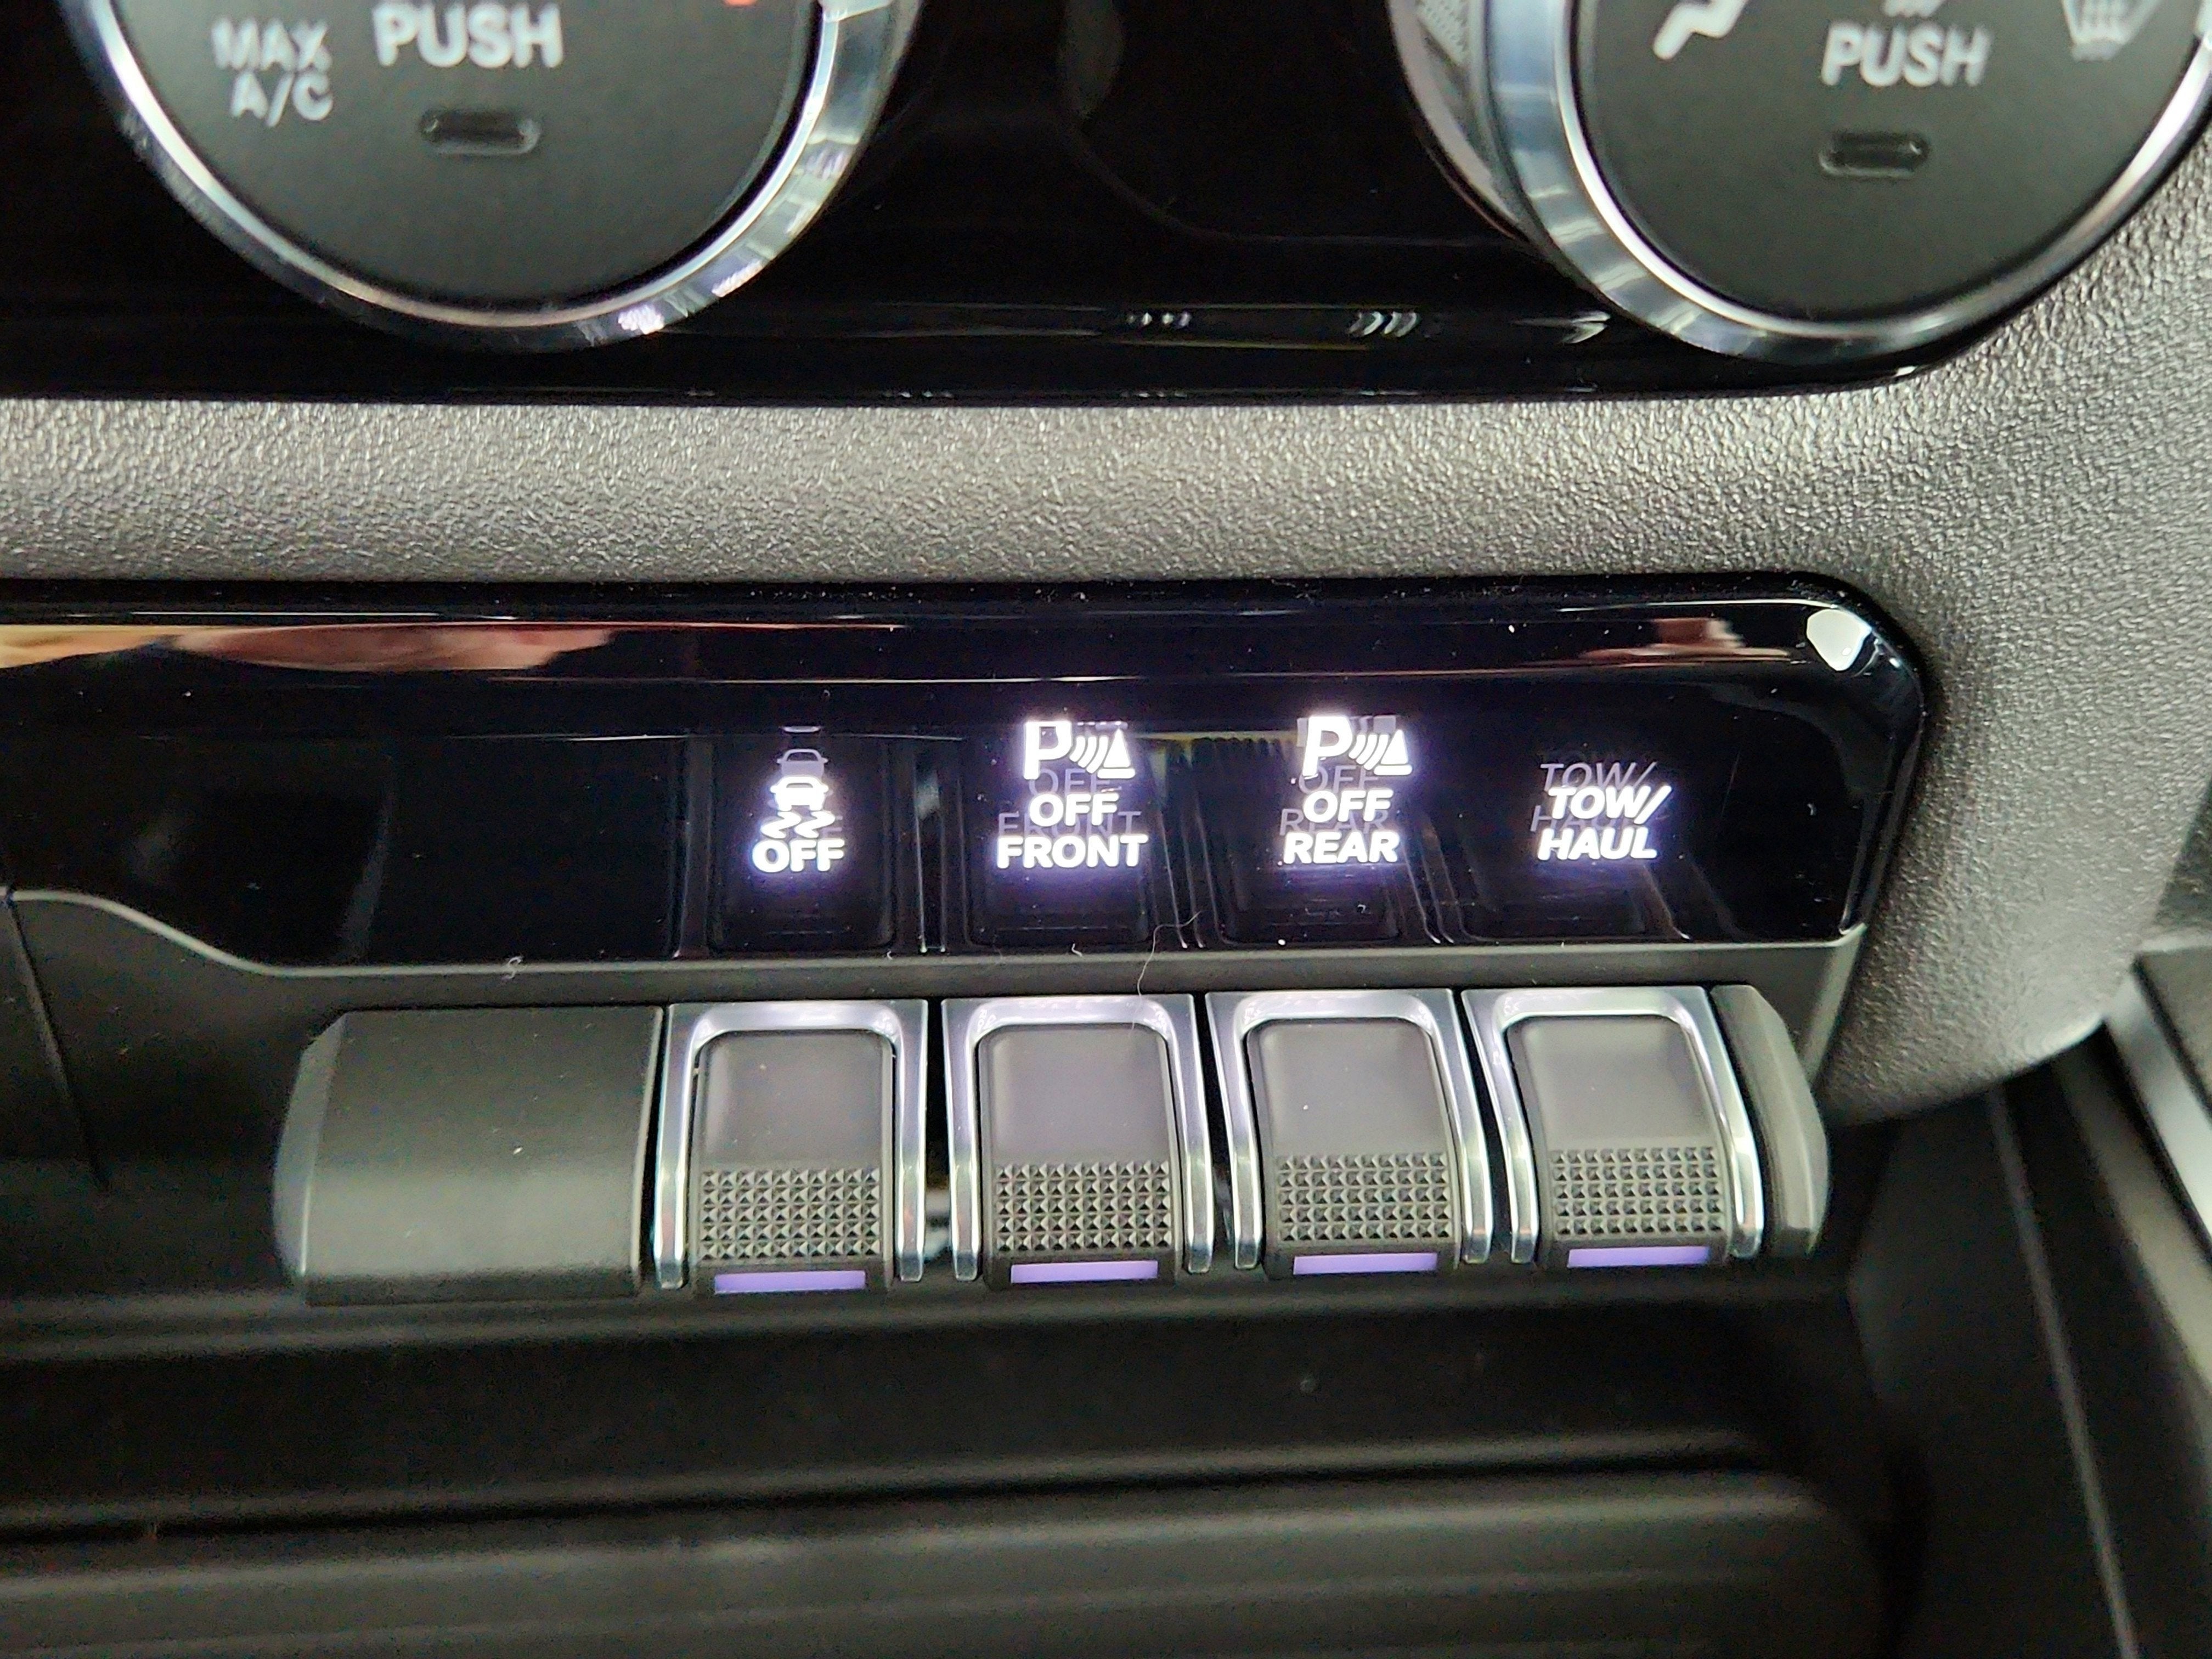 MAX
A/C
PUSH
PUSH
OFF
P
OFF
FRONT
P
OFF
REAR
TOW/
HAUL